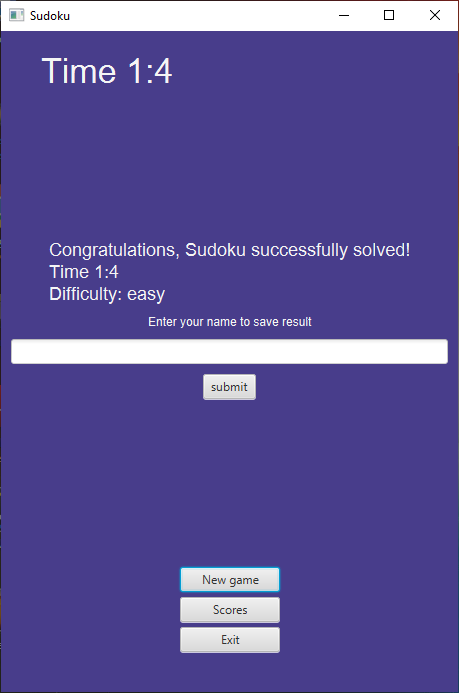 Sudoku
Time 1:4
Congratulations, Sudoku successfully solved!
Time 1:4
Difficulty: easy
Enter your name to save result
submit
New game
Scores
Exit